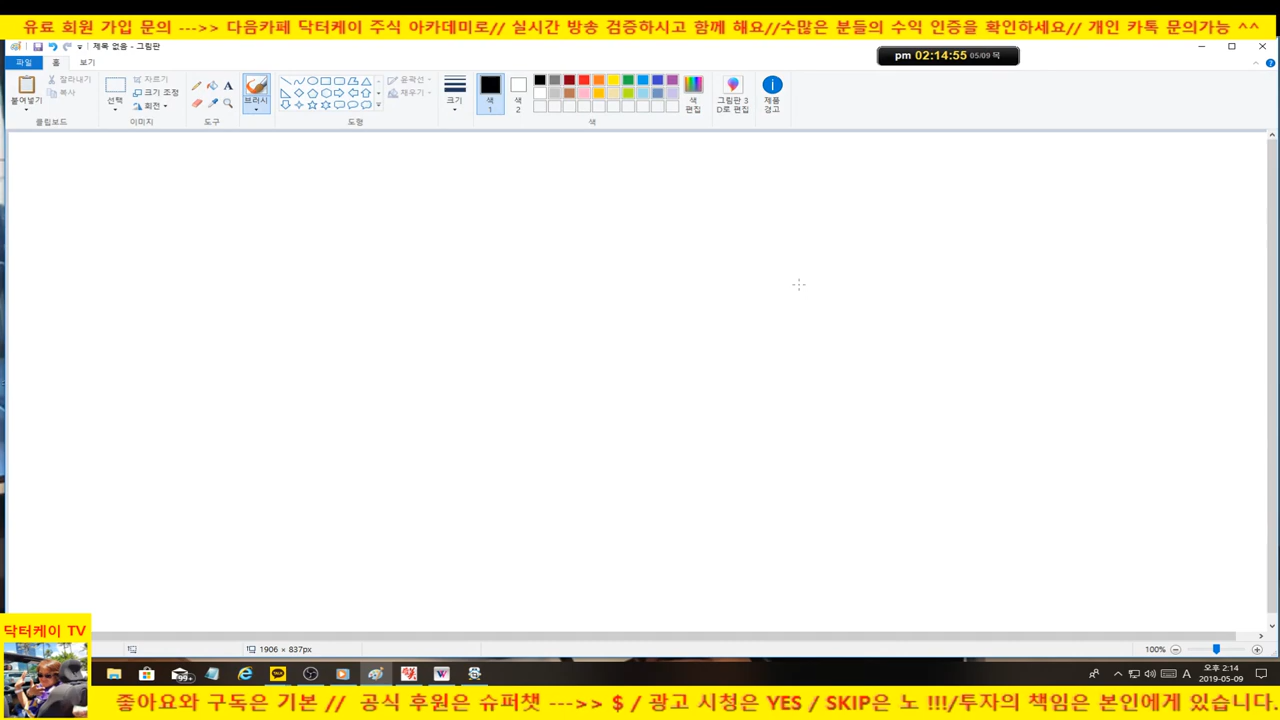 유료 회원 가입 문의 --->> 다음카페 닥터케이 주식 아카데미로// 실시간 방송 검증하시고 함께 해요//수많은 분들의 수익 인증을 확인하세요// 개인 카톡 문의가능 ^^
제목 없음 - 그림판
pm 02:14:55 05/09 목
파일 홈 보기
붙여넣기
잘라내기
복사
클립보드
선택
자르기
크기 조정
회전
이미지
A
도구
브러시
윤곽선
채우기
도형
크기
색 1
색 2
색 편집
색
그림판 3D로 편집
제품 경고
닥터케이 TV
1906 × 837px
100%
99+
TALK
W
A
오후 2:14
2019-05-09
좋아요와 구독은 기본 // 공식 후원은 슈퍼챗 --->> $ / 광고 시청은 YES / SKIP은 노 !!!/투자의 책임은 본인에게 있습니다.